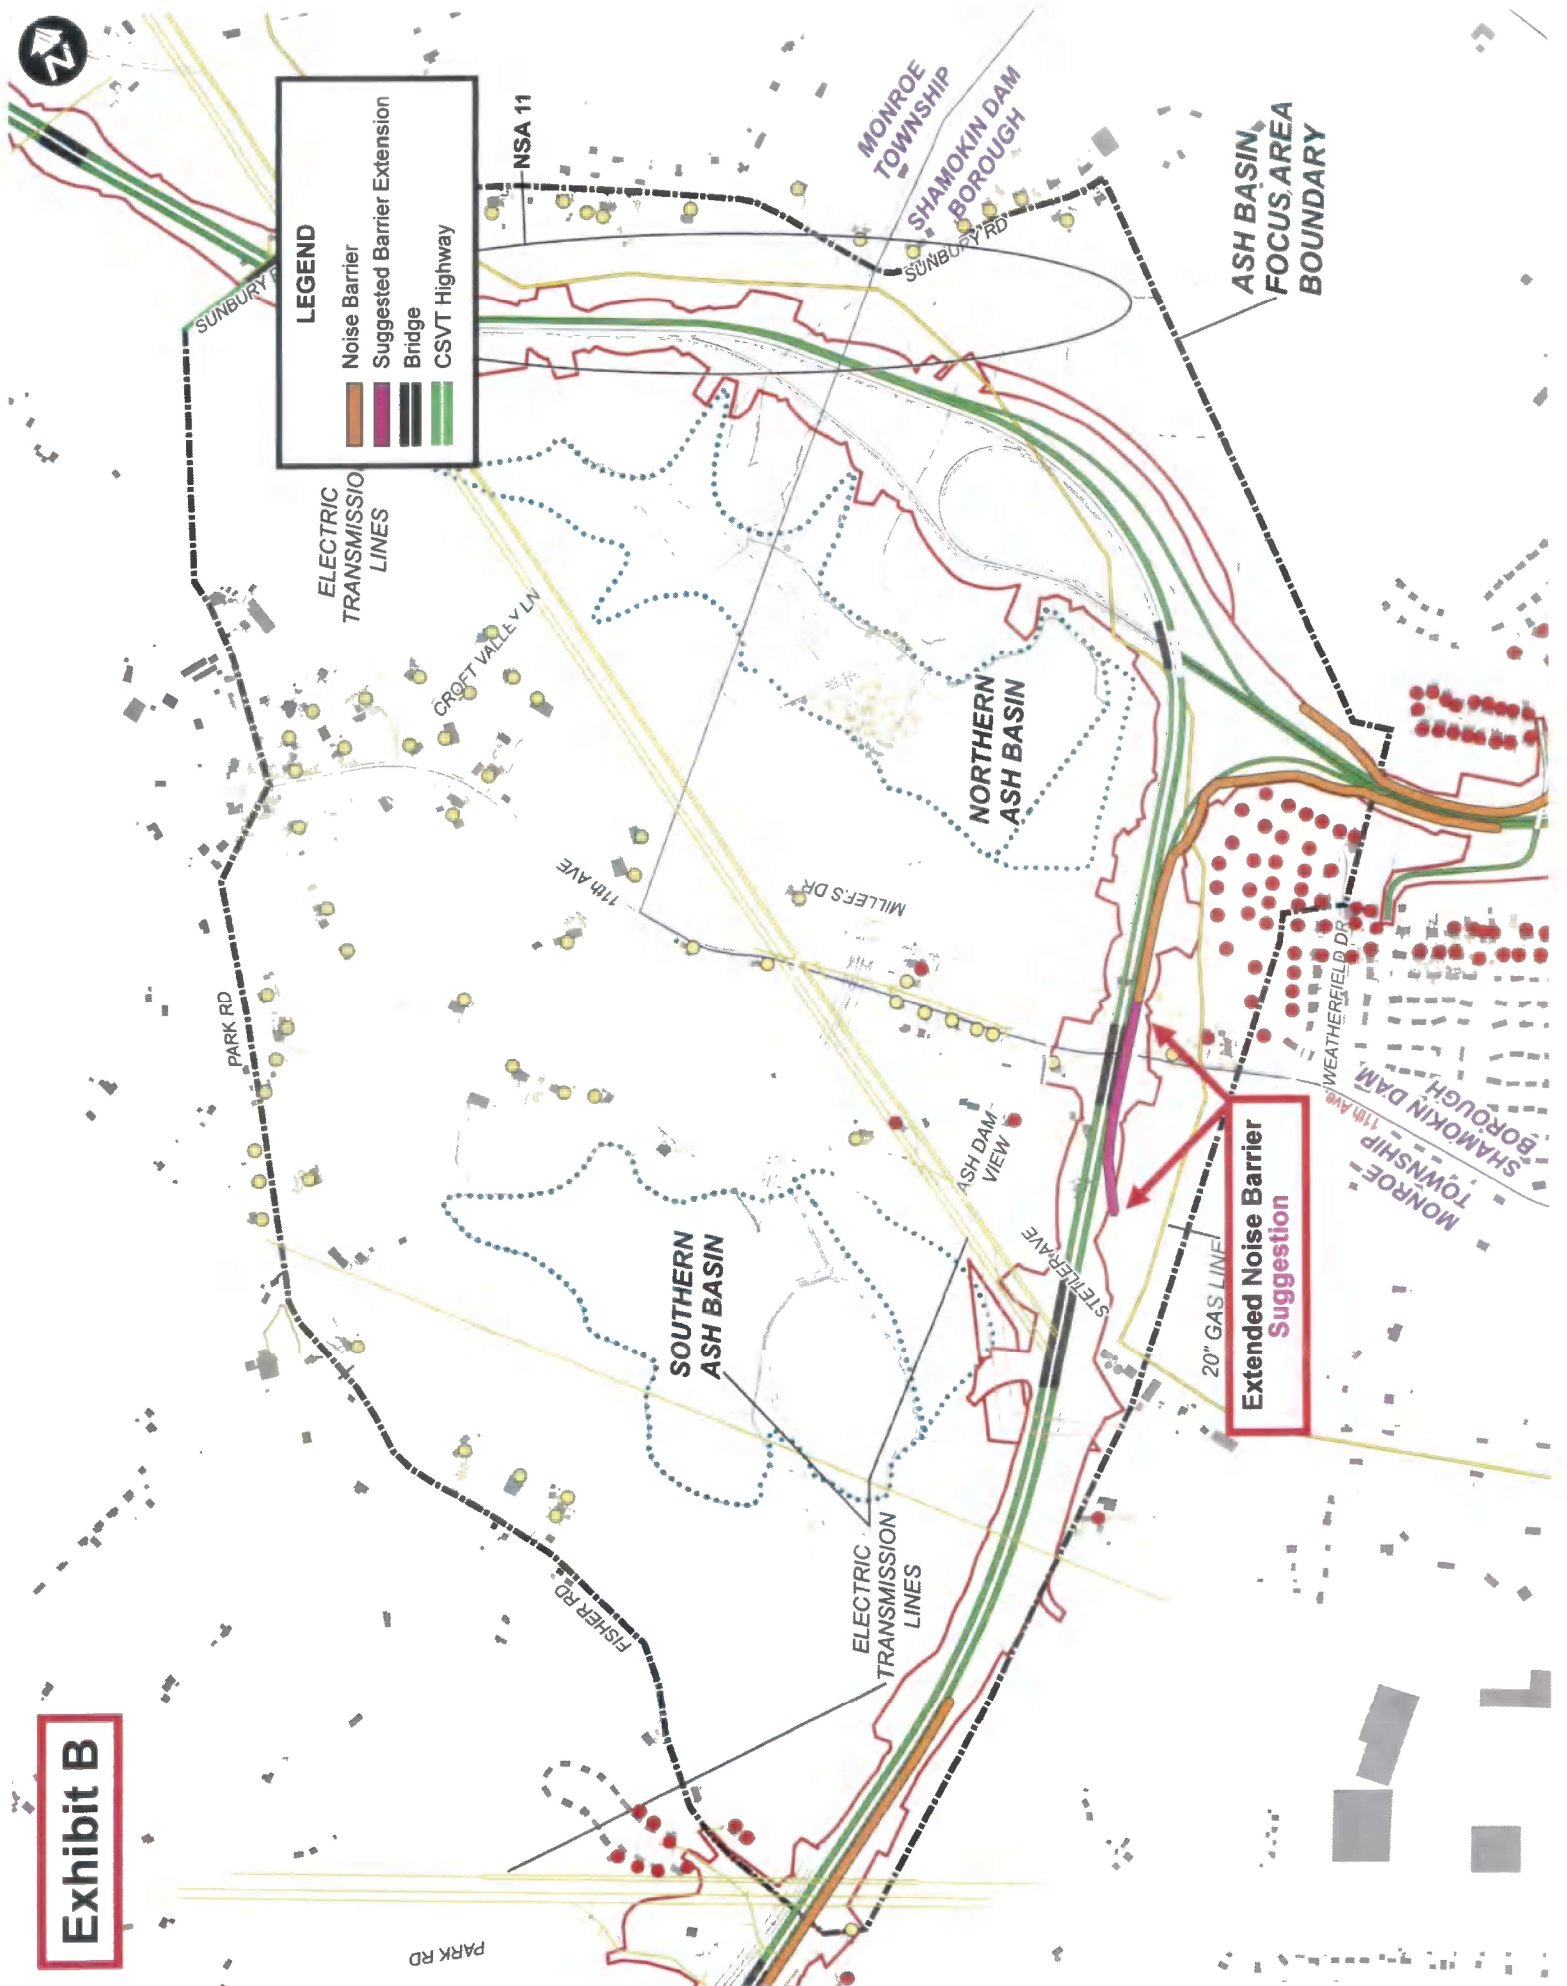 Exhibit B
N
LEGEND
Noise Barrier
Suggested Barrier Extension
Bridge
CSVT Highway
NSA 11
MONROE
TOWNSHIP
SHAMOKIN DAM
BOROUGH
SUNBURY RD
SUNBURY
ASH BASIN
FOCUS AREA
BOUNDARY
ELECTRIC
TRANSMISSIO
LINES
CROFT VALLEY LN
NORTHERN
ASH BASIN
11th AVE
MILLER'S DR
PARK RD
WEATHERFIELD DR
11th Ave.
SHAMOKIN DAM
BOROUGH
MONROE
TOWNSHIP
ASH DAM
VIEW
STETLER AVE
SOUTHERN
ASH BASIN
20" GAS LINE
Extended Noise Barrier
Suggestion
ELECTRIC
TRANSMISSION
LINES
FISHER RD
PARK RD